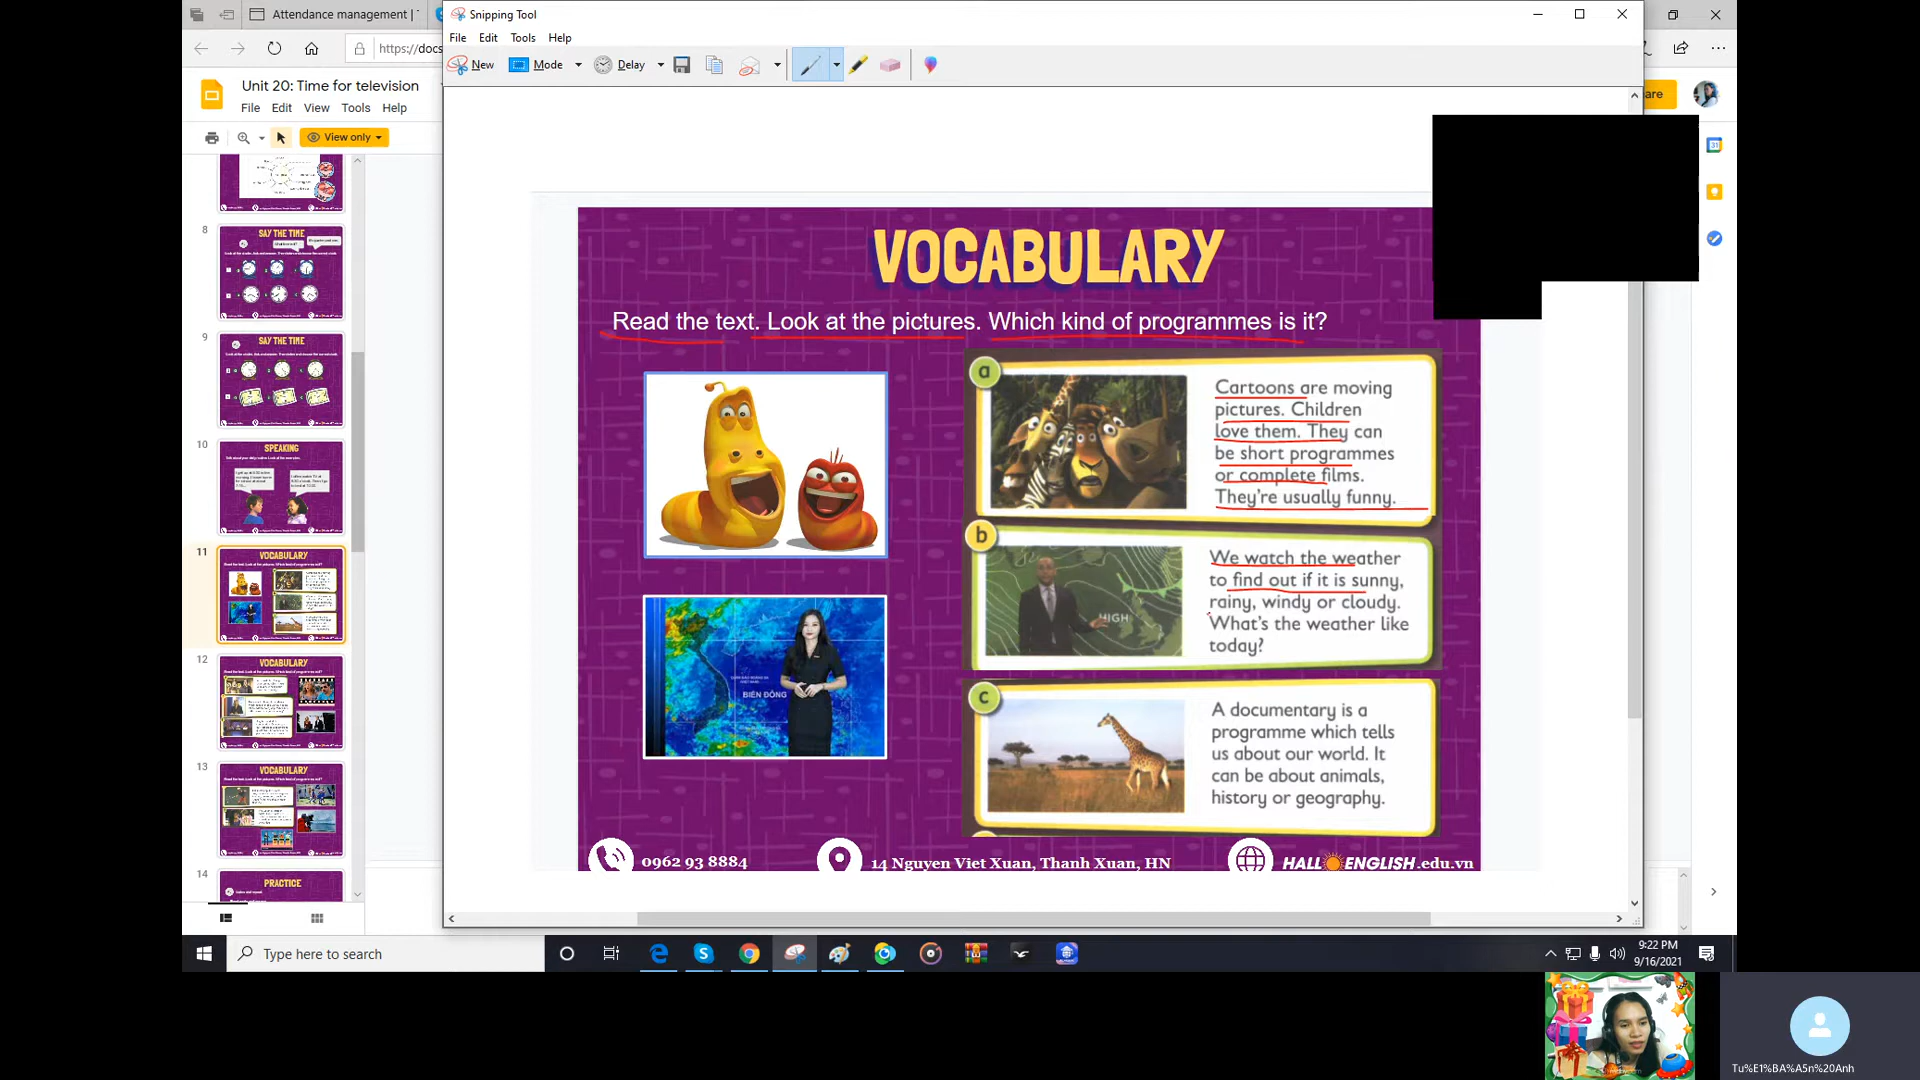 Attendance management |
Snipping Tool
File Edit Tools Help
https://docs
New Mode Delay
Unit 20: Time for television
File Edit View Tools Help
View only
are
31
8
SAY THE TIME
9
SAY THE TIME
10
SPEAKING
11
VOCABULARY
12
VOCABULARY
13
VOCABULARY
14
PRACTICE
VOCABULARY
Read the text. Look at the pictures. Which kind of programmes is it?
a
Cartoons are moving
pictures. Children
love them. They can
be short programmes
or complete films.
They're usually funny.
b
HIGH
We watch the weather
to find out if it is sunny,
rainy, windy or cloudy.
What's the weather like
today?
BIỂN ĐÔNG
c
A documentary is a
programme which tells
us about our world. It
can be about animals,
history or geography.
0962 93 8884
14 Nguyen Viet Xuan, Thanh Xuan, HN
HALLO ENGLISH.edu.vn
Type here to search
9:22 PM
9/16/2021
Tu%E1%BA%A5n%20Anh